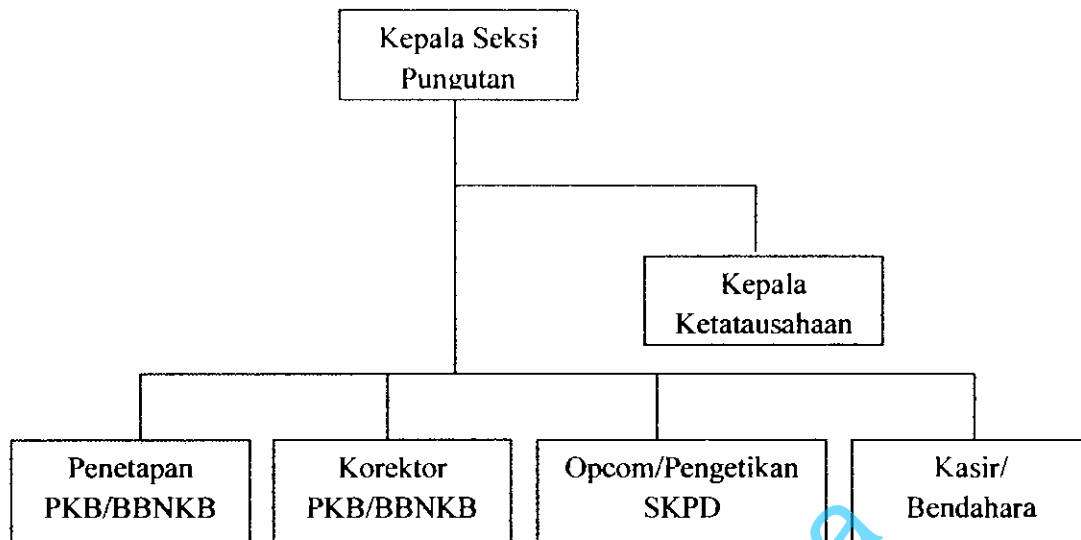 Kepala Seksi
Pungutan
Kepala
Ketatausahaan
Penetapan
PKB/BBNKB
Korektor
PKB/BBNKB
Opcom/Pengetikan
SKPD
Kasir/
Bendahara